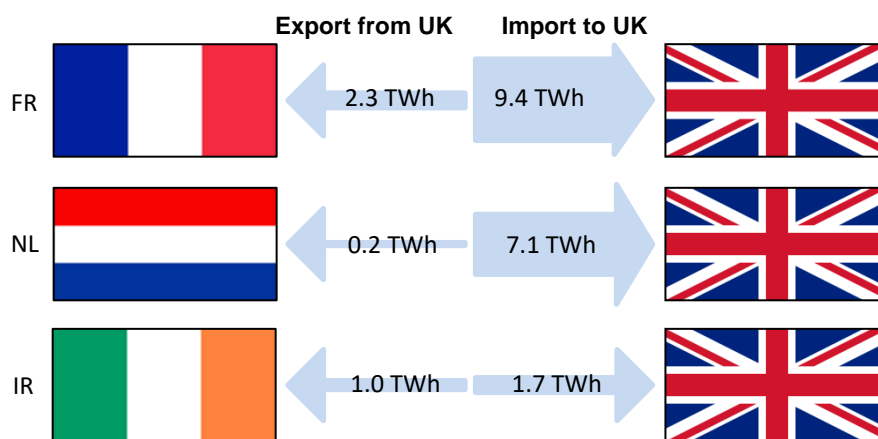 Export from UK Import to UK
FR 2.3 TWh 9.4 TWh
NL 0.2 TWh 7.1 TWh
IR 1.0 TWh 1.7 TWh